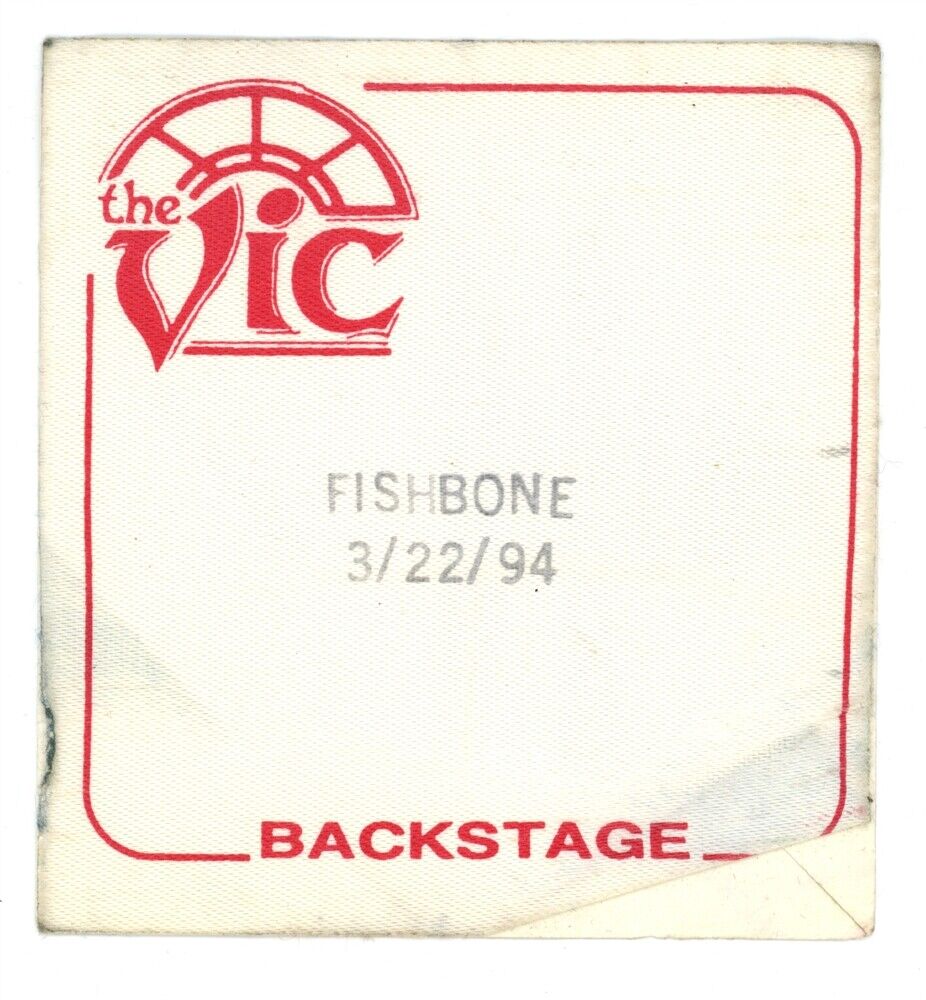 the
Vic
FISHBONE
3/22/94
BACKSTAGE